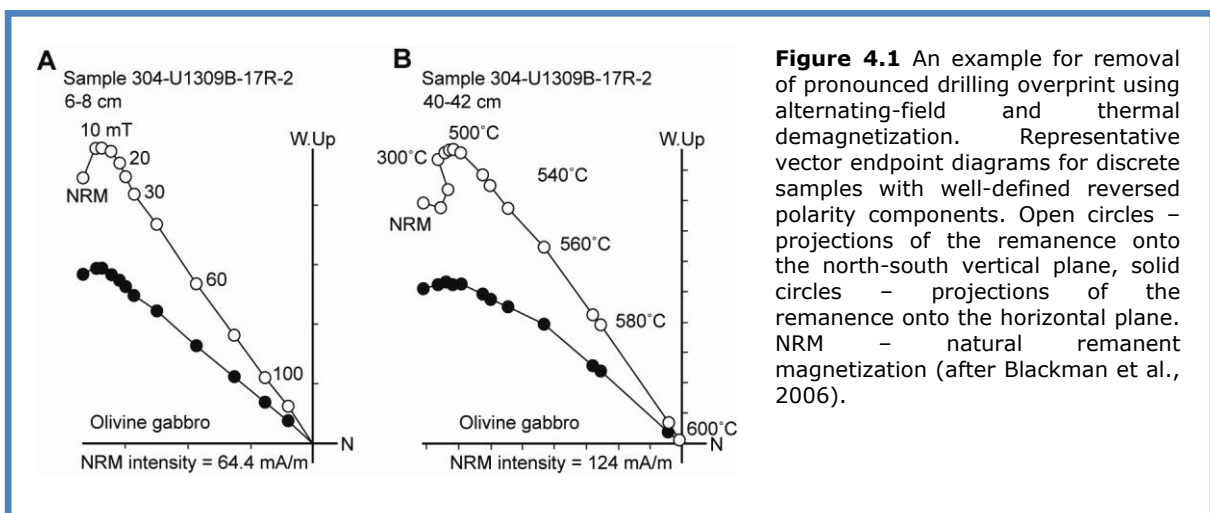 A
Sample 304-U1309B-17R-2
6-8 cm
10 mT
20
30
NRM
60
100
W.Up
Olivine gabbro
N
NRM intensity = 64.4 mA/m
B
Sample 304-U1309B-17R-2
40-42 cm
500˚C
300˚C
540˚C
NRM
560˚C
580˚C
600˚C
W.Up
Olivine gabbro
N
NRM intensity = 124 mA/m
Figure 4.1 An example for removal
of pronounced drilling overprint using
alternating-field and thermal
demagnetization. Representative
vector endpoint diagrams for discrete
samples with well-defined reversed
polarity components. Open circles –
projections of the remanence onto
the north-south vertical plane, solid
circles – projections of the
remanence onto the horizontal plane.
NRM – natural remanent
magnetization (after Blackman et al.,
2006).